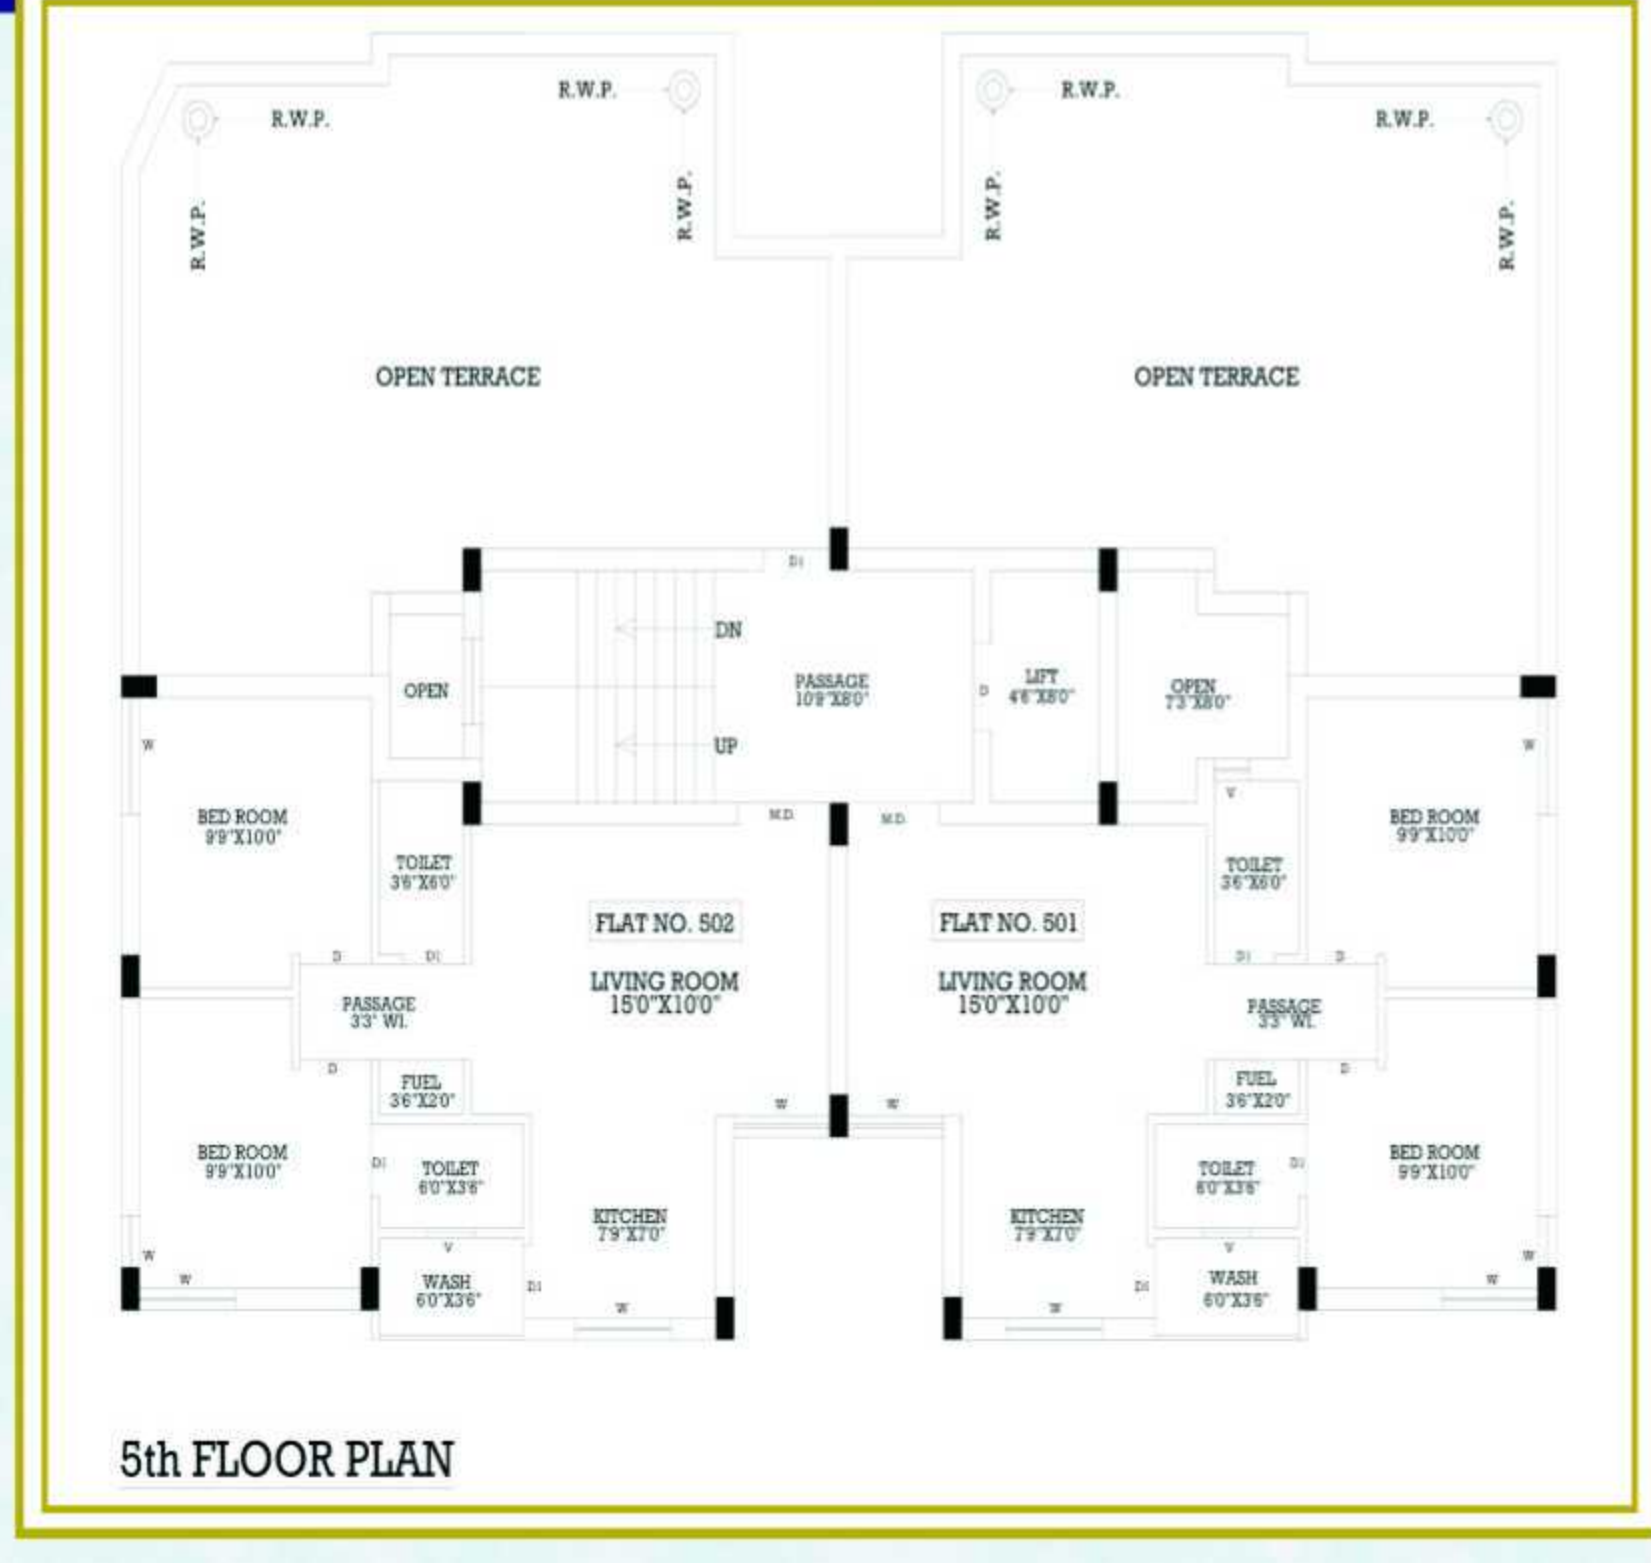 R.W.P.
R.W.P.
R.W.P.
R.W.P.
R.W.P.
R.W.P.
R.W.P.
R.W.P.
OPEN TERRACE
OPEN TERRACE
D1
DN
OPEN
PASSAGE
10'9"X8'0"
D
LIFT
4'6"X8'0"
OPEN
7'3"X8'0"
W
UP
W
V
BED ROOM
9'9"X10'0"
M.D.
M.D.
BED ROOM
9'9"X10'0"
TOILET
3'6"X6'0"
TOILET
3'6"X6'0"
FLAT NO. 502
FLAT NO. 501
D
D1
D1
D
LIVING ROOM
15'0"X10'0"
LIVING ROOM
15'0"X10'0"
PASSAGE
3'3" WI.
PASSAGE
3'3" WI.
D
D
FUEL
3'6"X2'0"
FUEL
3'6"X2'0"
W
W
BED ROOM
9'9"X10'0"
D1
TOILET
6'0"X3'6"
TOILET
6'0"X3'6"
D1
BED ROOM
9'9"X10'0"
KITCHEN
7'9"X7'0"
KITCHEN
7'9"X7'0"
W
V
V
W
W
WASH
6'0"X3'6"
D1
D1
WASH
6'0"X3'6"
W
W
W
5th FLOOR PLAN